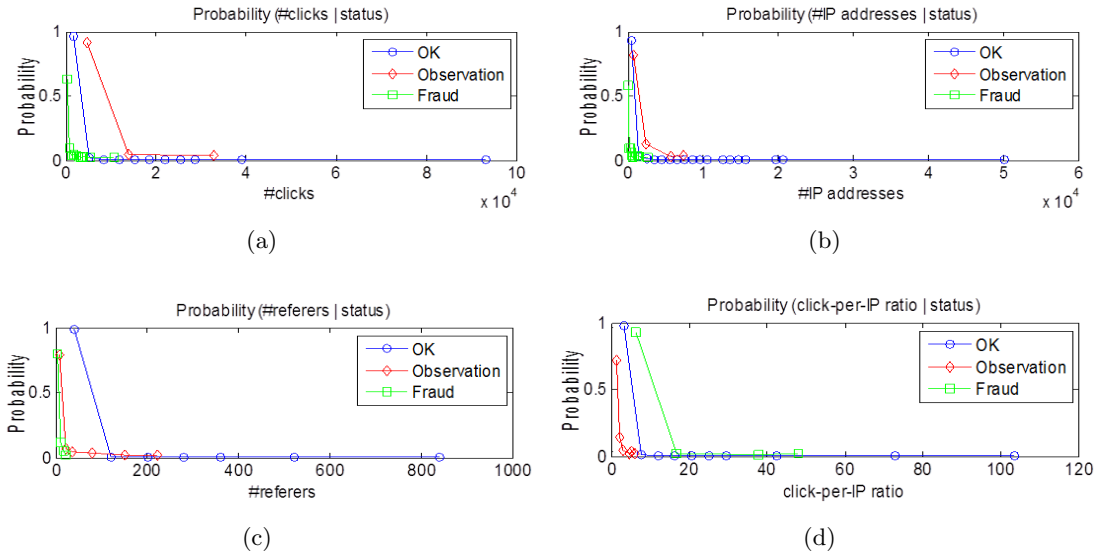 Probability (#clicks | status)
Probability
1
0.5
0
OK
Observation
Fraud
0 2 4 6 8 10
#clicks
x 10^4
(a)
Probability (#IP addresses | status)
Probability
1
0.5
0
OK
Observation
Fraud
0 1 2 3 4 5 6
#IP addresses
x 10^4
(b)
Probability (#referers | status)
Probability
1
0.5
0
OK
Observation
Fraud
0 200 400 600 800 1000
#referers
(c)
Probability (click-per-IP ratio | status)
Probability
1
0.5
0
OK
Observation
Fraud
0 20 40 60 80 100 120
click-per-IP ratio
(d)